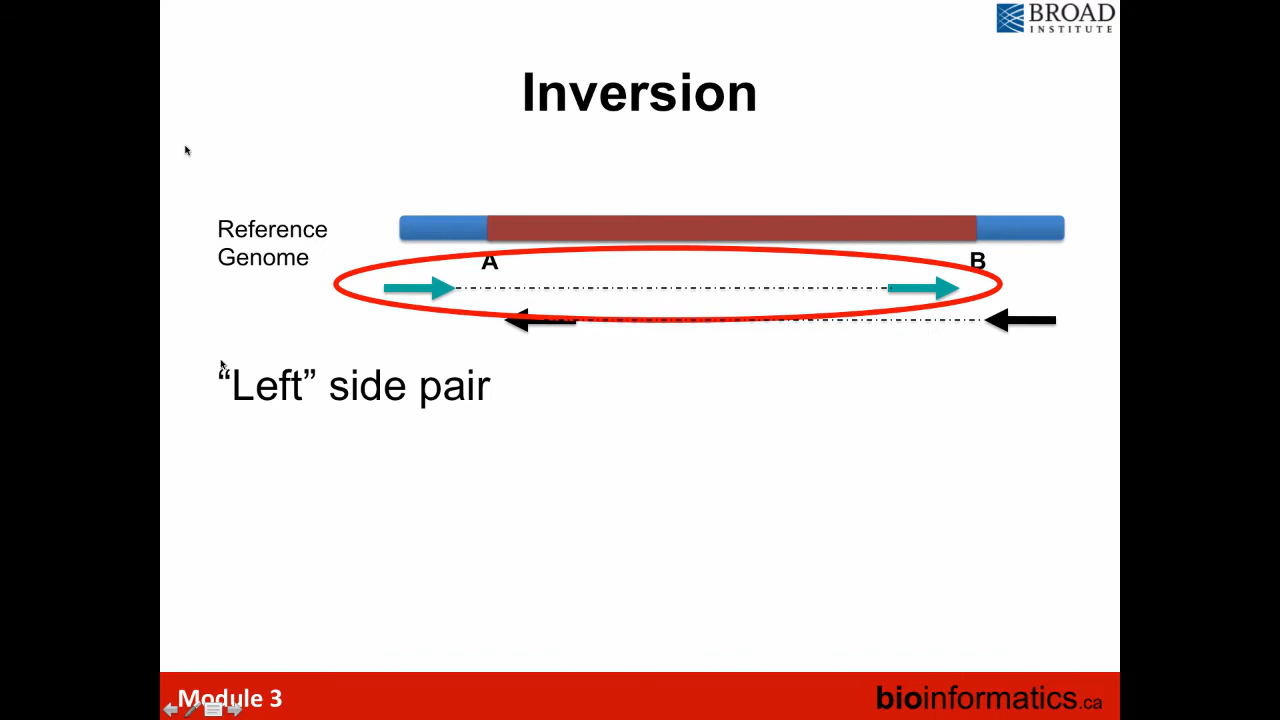 BROAD
INSTITUTE
Inversion
Reference
Genome
A
B
“Left” side pair
Module 3
bioinformatics.ca